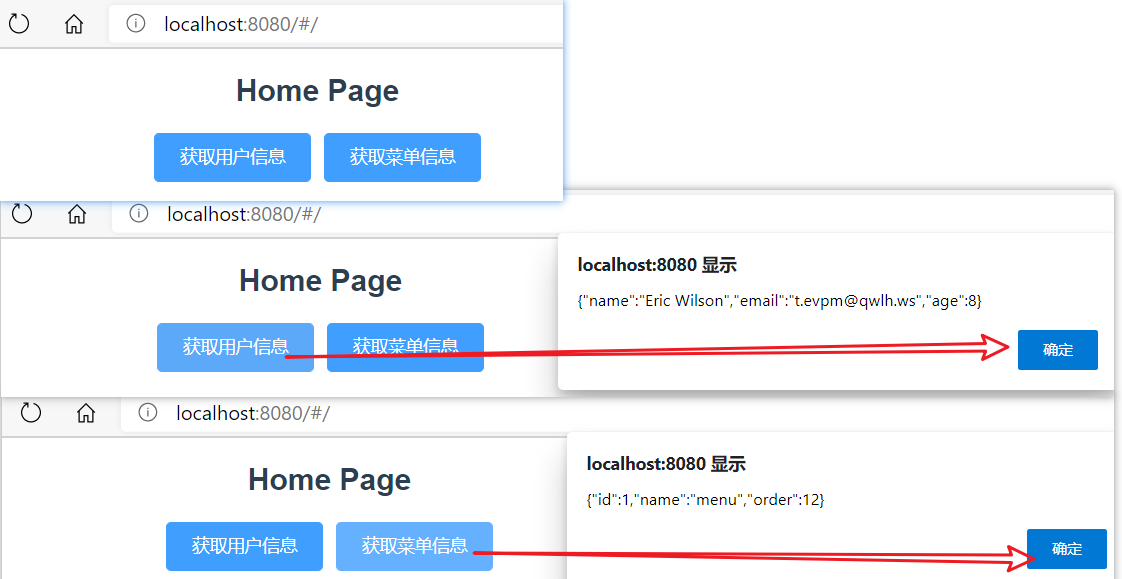 localhost:8080/#/
Home Page
获取用户信息 获取菜单信息
localhost:8080/#/
Home Page
获取用户信息 获取菜单信息
localhost:8080 显示
{"name":"Eric Wilson","email":"t.evpm@qwlh.ws","age":8}
确定
localhost:8080/#/
Home Page
获取用户信息 获取菜单信息
localhost:8080 显示
{"id":1,"name":"menu","order":12}
确定